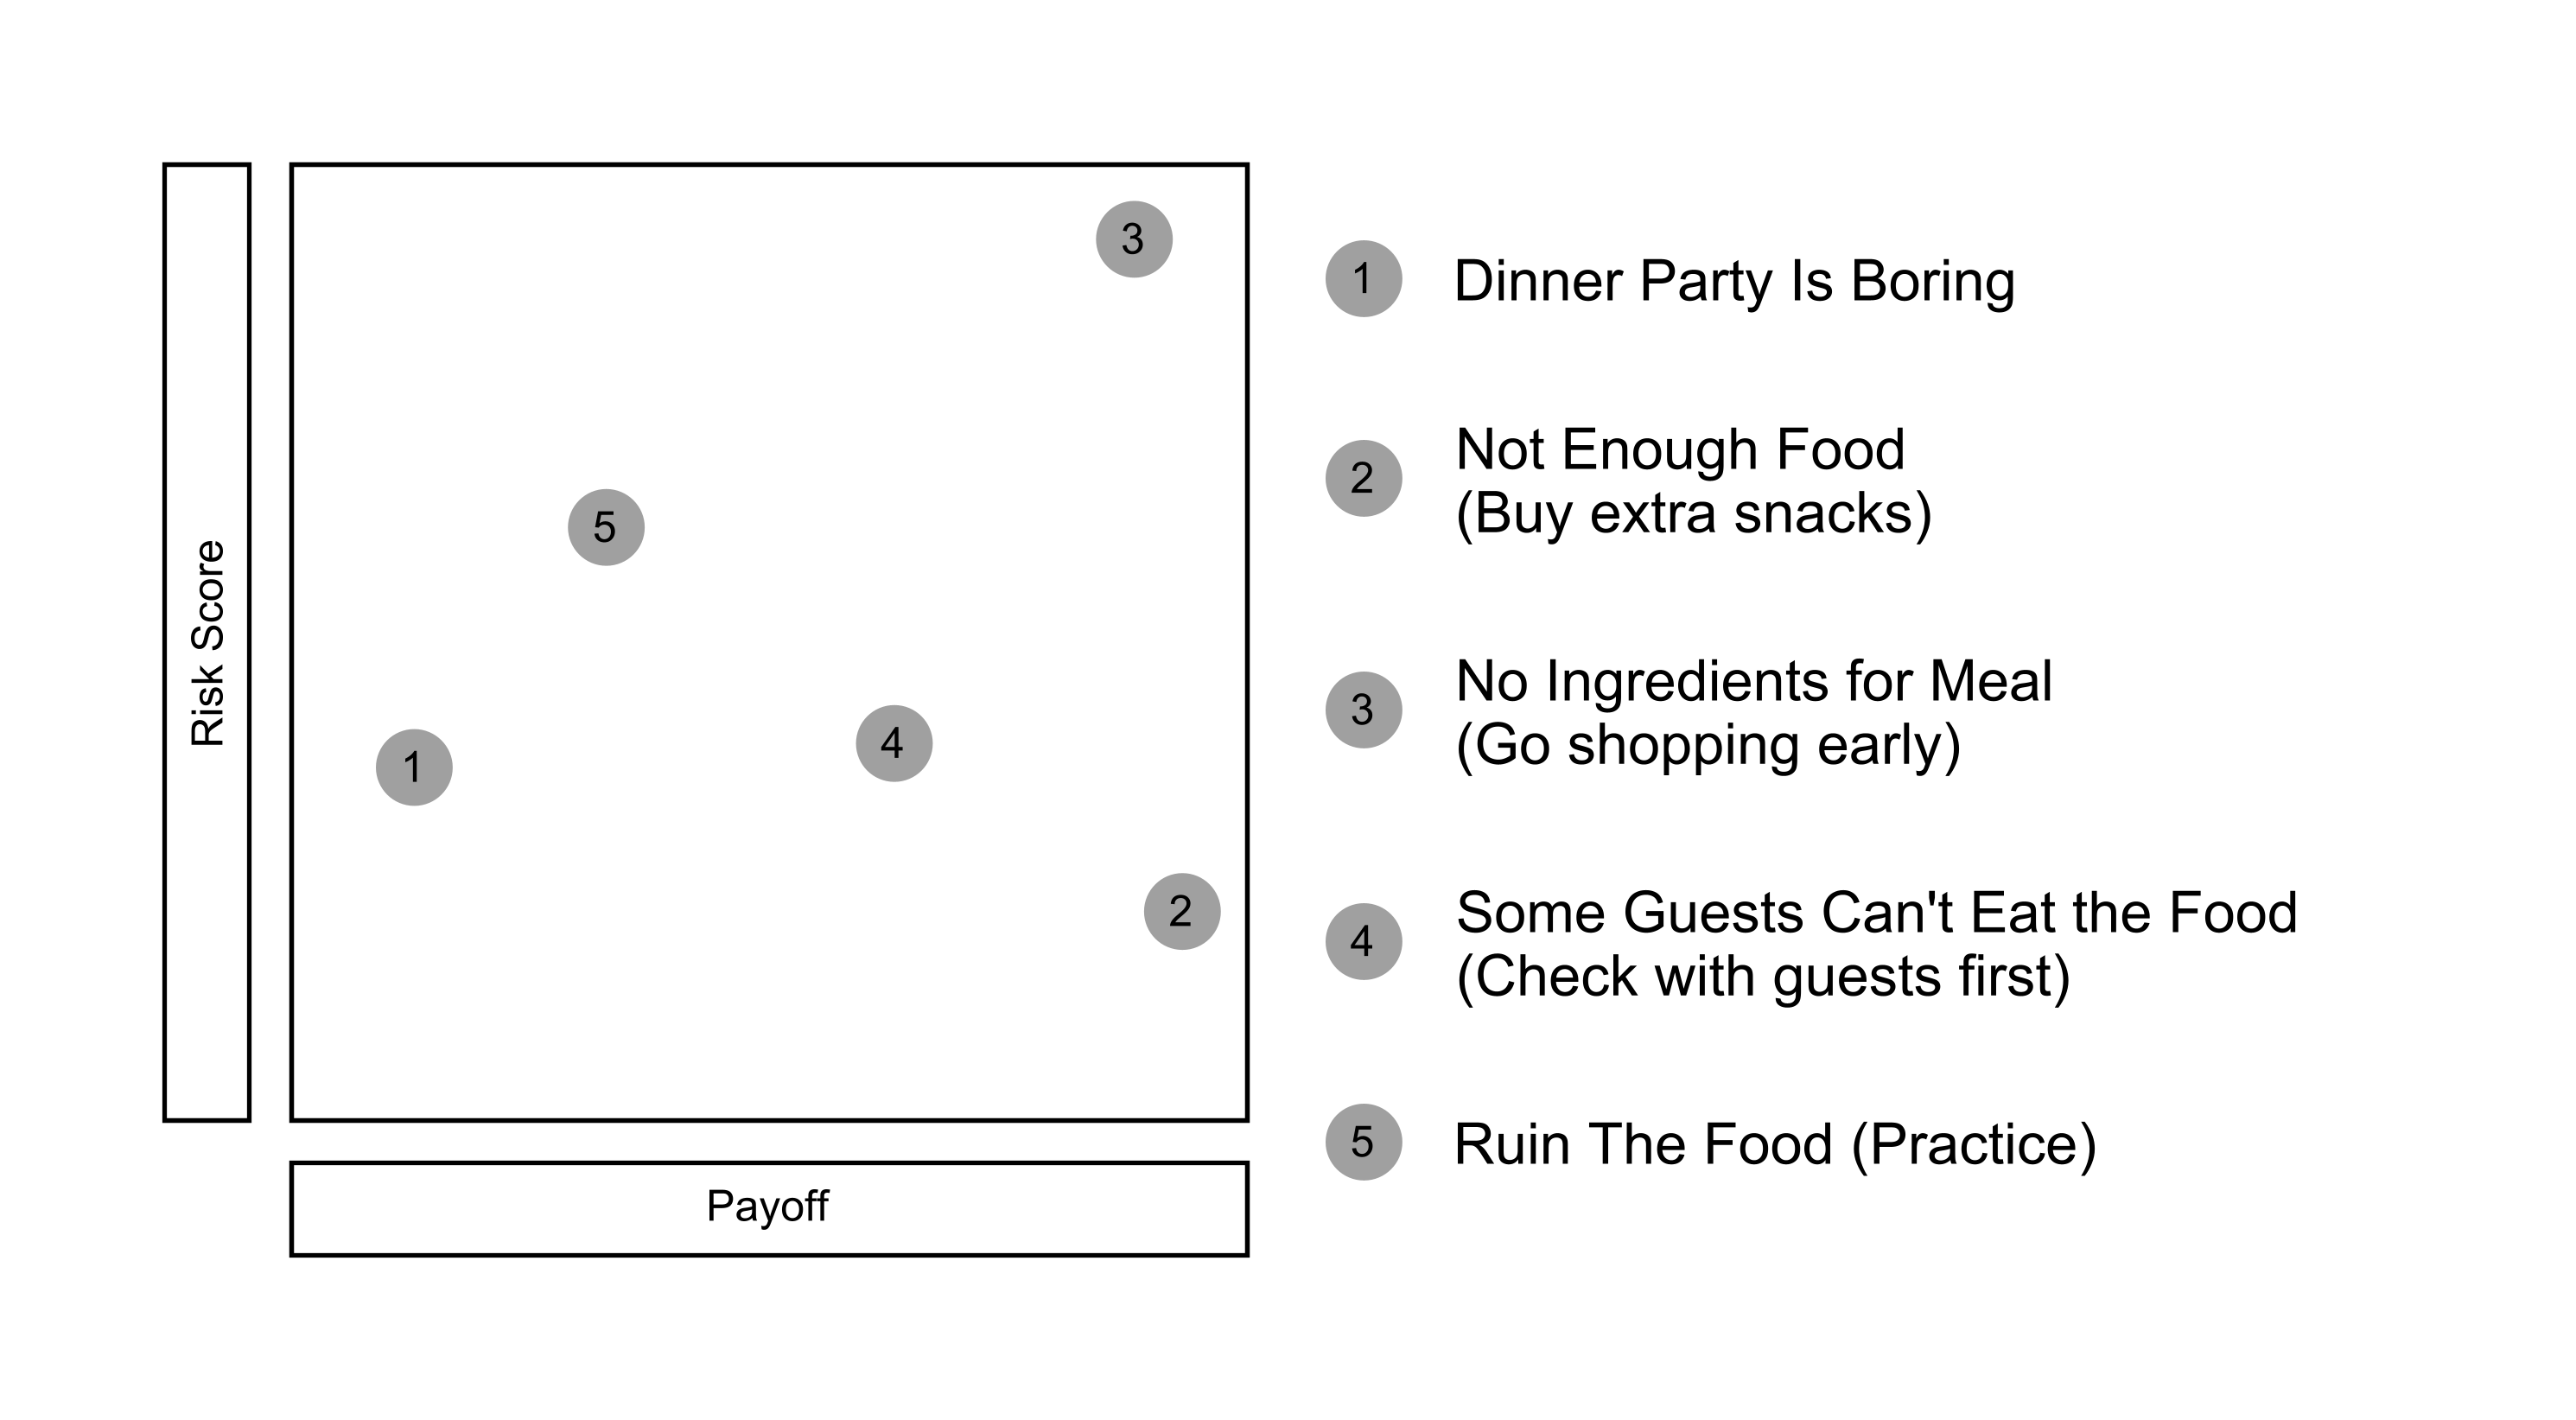 Risk Score
3
5
4
1
2
Payoff
1 Dinner Party Is Boring
2 Not Enough Food
(Buy extra snacks)
3 No Ingredients for Meal
(Go shopping early)
4 Some Guests Can't Eat the Food
(Check with guests first)
5 Ruin The Food (Practice)